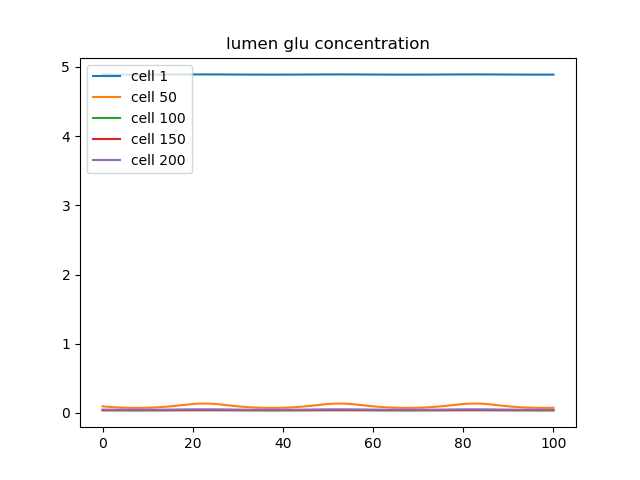 lumen glu concentration
5
4
3
2
1
0
cell 1
cell 50
cell 100
cell 150
cell 200
0 20 40 60 80 100